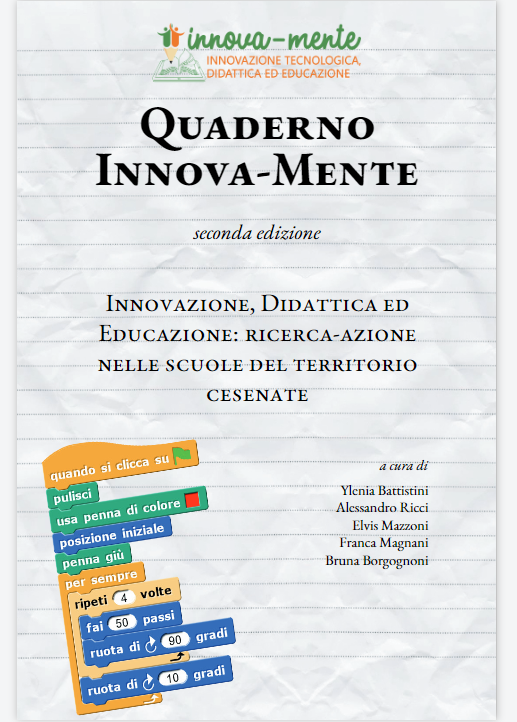 innova-mente
INNOVAZIONE TECNOLOGICA,
DIDATTICA ED EDUCAZIONE
QUADERNO
INNOVA-MENTE
seconda edizione
INNOVAZIONE, DIDATTICA ED
EDUCAZIONE: RICERCA-AZIONE
NELLE SCUOLE DEL TERRITORIO
CESENATE
a cura di
Ylenia Battistini
Alessandro Ricci
Elvis Mazzoni
Franca Magnani
Bruna Borgognoni
quando si clicca su
pulisci
usa penna di colore
posizione iniziale
penna giù
per sempre
ripeti 4 volte
fai 50 passi
ruota di 90 gradi
ruota di 10 gradi